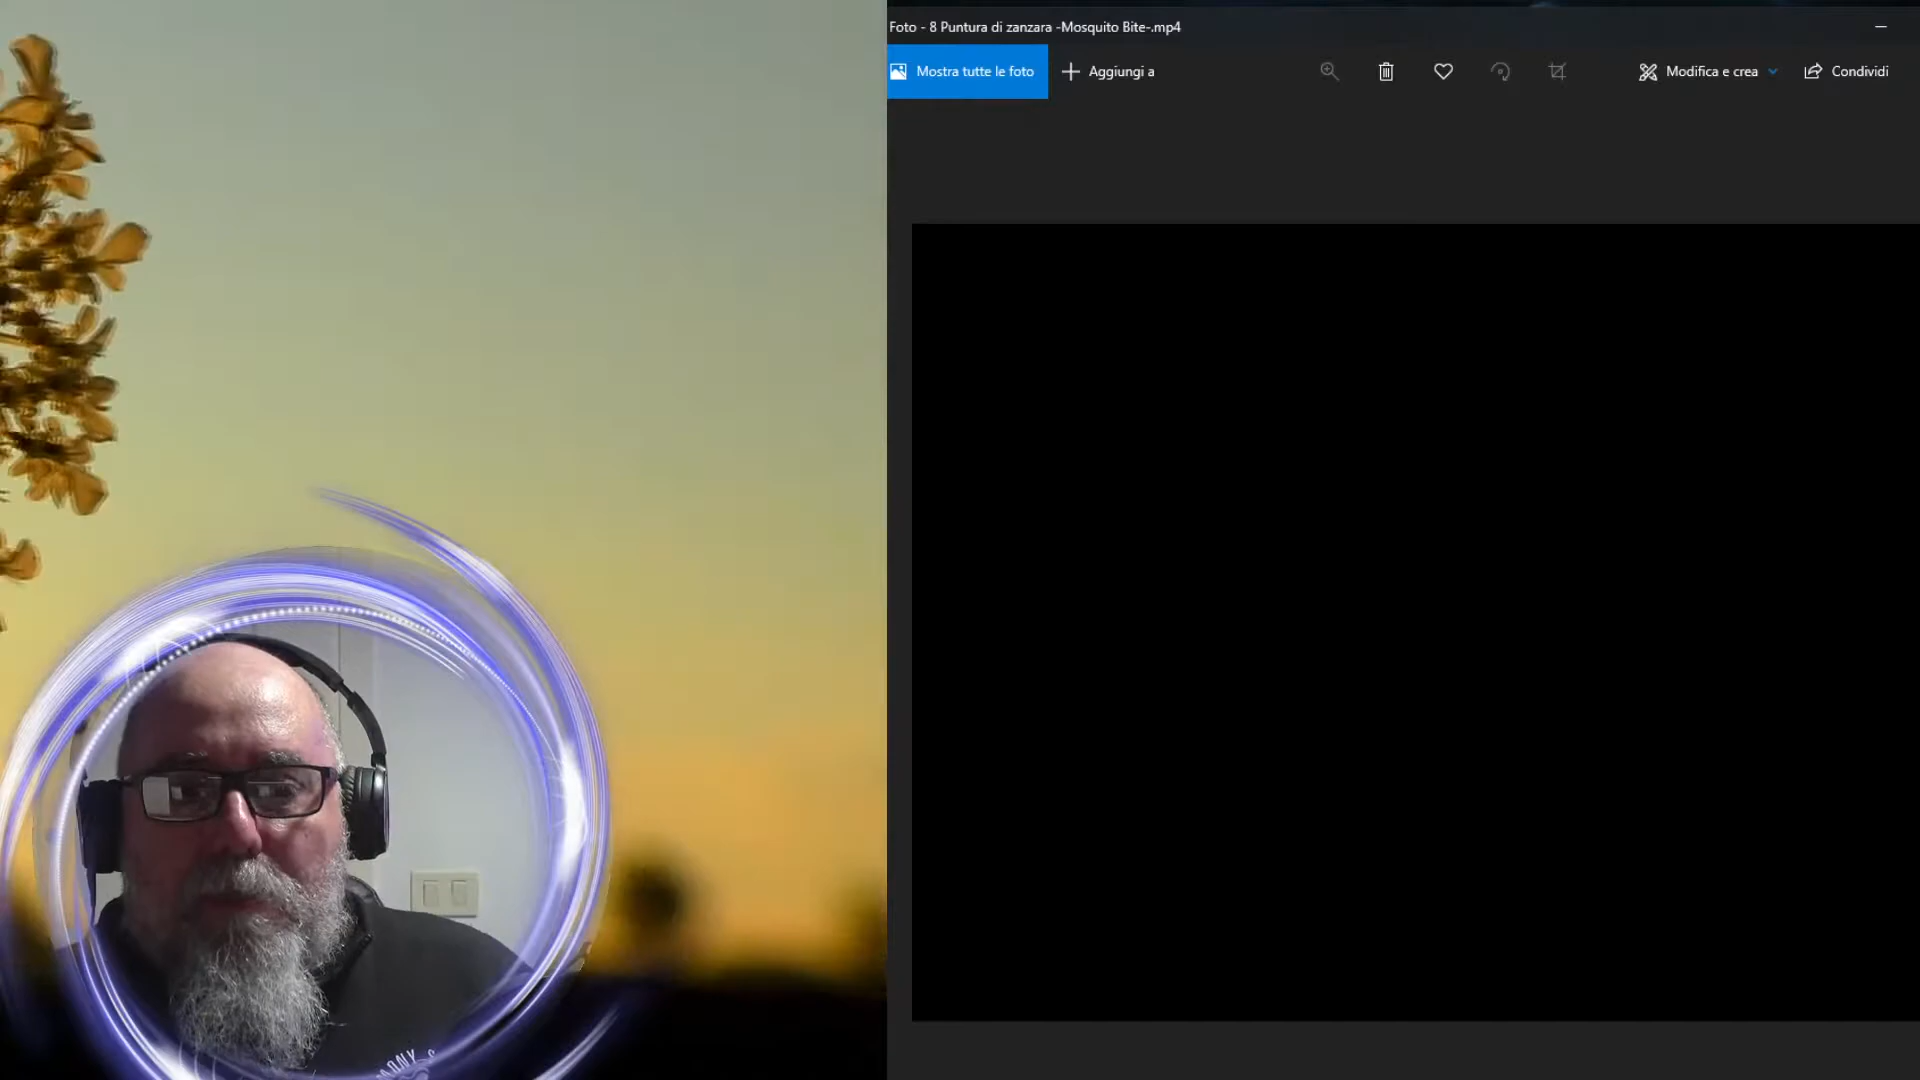 Foto - 8 Puntura di zanzara -Mosquito Bite-.mp4
Mostra tutte le foto
Aggiungi a
Modifica e crea
Condividi